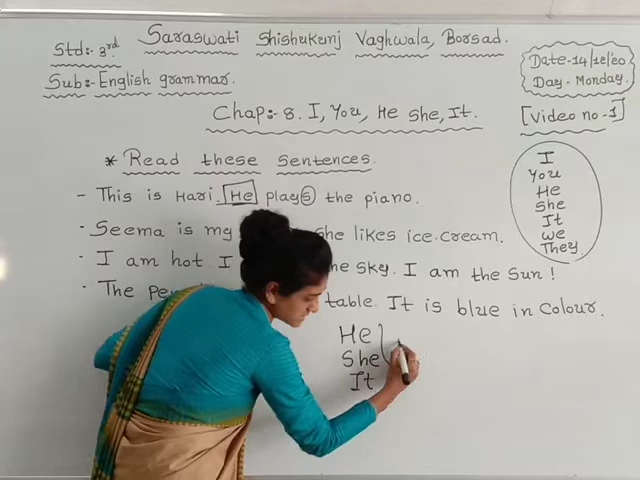 Std:- 3rd
Saraswati Shishukunj Vaghwala, Borsad.
Sub:- English grammar.
Date-14/12/20
Day - Monday.
Chap:- 8. I, You, He She, It.
[Video no-1]
* Read these sentences.
- This is Hari. He plays the piano.
- Seema is my she likes ice.cream.
- I am hot I the sky. I am the sun!
- The table. It is blue in colour.
I
You
He
She
It
We
They
He
She
It